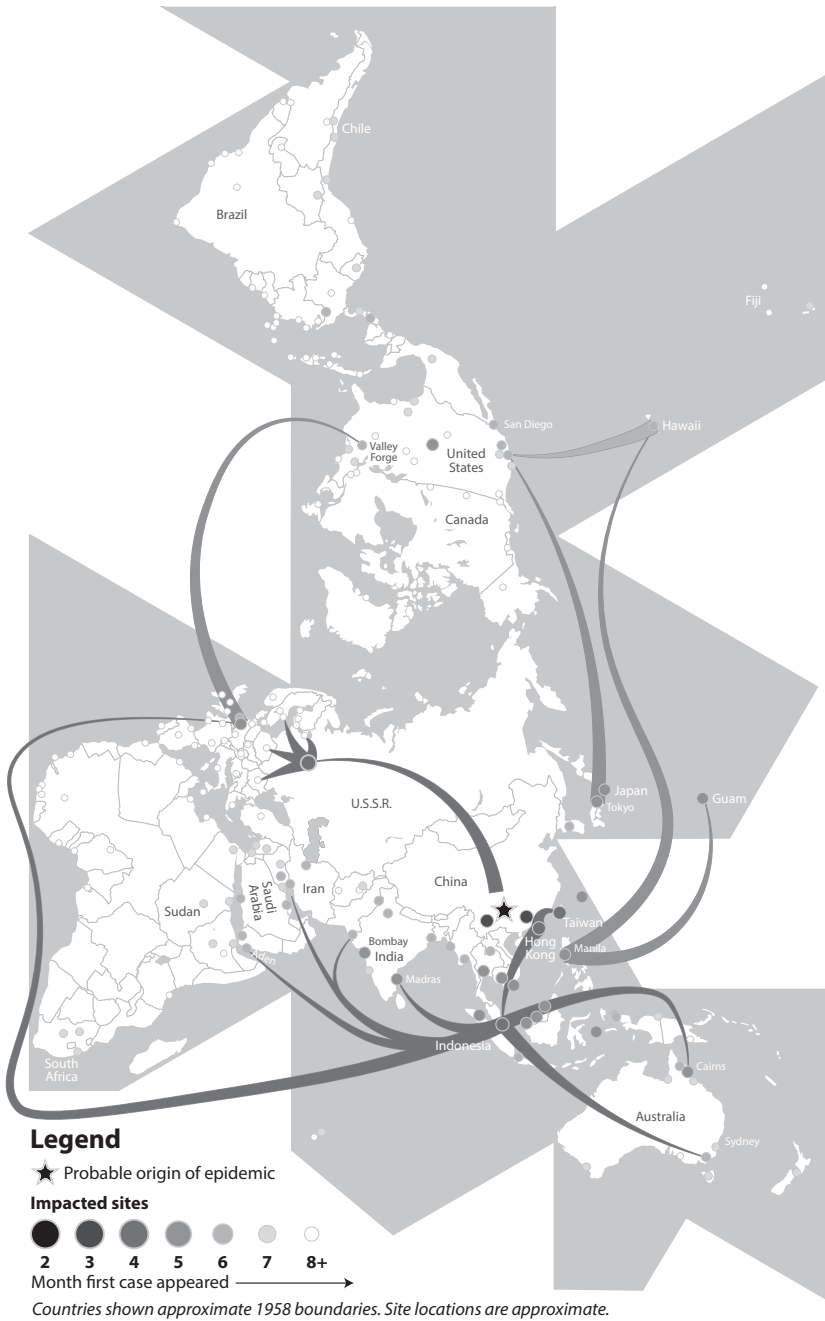 Chile
Brazil
Fiji
San Diego
Hawaii
Valley
Forge
United
States
Canada
Japan
Tokyo
Guam
U.S.S.R.
China
Iran
Saudi
Arabia
Sudan
Taiwan
Hong
Kong
Manila
Bombay
India
Aden
Madras
Indonesia
South
Africa
Cairns
Australia
Sydney
Legend
Probable origin of epidemic
Impacted sites
2 3 4 5 6 7 8+
Month first case appeared
Countries shown approximate 1958 boundaries. Site locations are approximate.